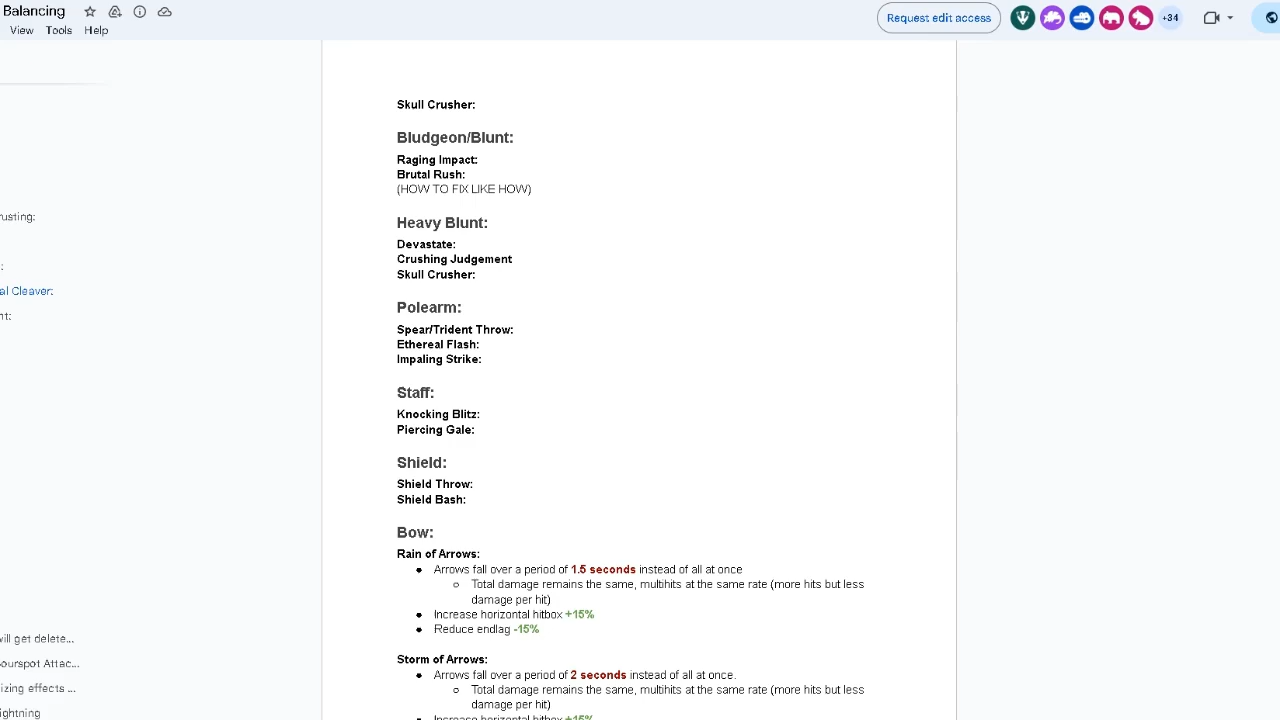 Balancing
Request edit access
+34
View Tools Help
Skull Crusher:
Bludgeon/Blunt:
Raging Impact:
Brutal Rush:
(HOW TO FIX LIKE HOW)
rusting:
Heavy Blunt:
Devastate:
Crushing Judgement
:
Skull Crusher:
al Cleaver:
Polearm:
nt:
Spear/Trident Throw:
Ethereal Flash:
Impaling Strike:
Staff:
Knocking Blitz:
Piercing Gale:
Shield:
Shield Throw:
Shield Bash:
Bow:
Rain of Arrows:
Arrows fall over a period of 1.5 seconds instead of all at once
Total damage remains the same, multihits at the same rate (more hits but less
damage per hit)
Increase horizontal hitbox +15%
Reduce endlag -15%
vill get delete...
Storm of Arrows:
ourspot Attac...
Arrows fall over a period of 2 seconds instead of all at once.
izing effects ...
Total damage remains the same, multihits at the same rate (more hits but less
damage per hit)
ightning
Increase horizontal hitbox +15%